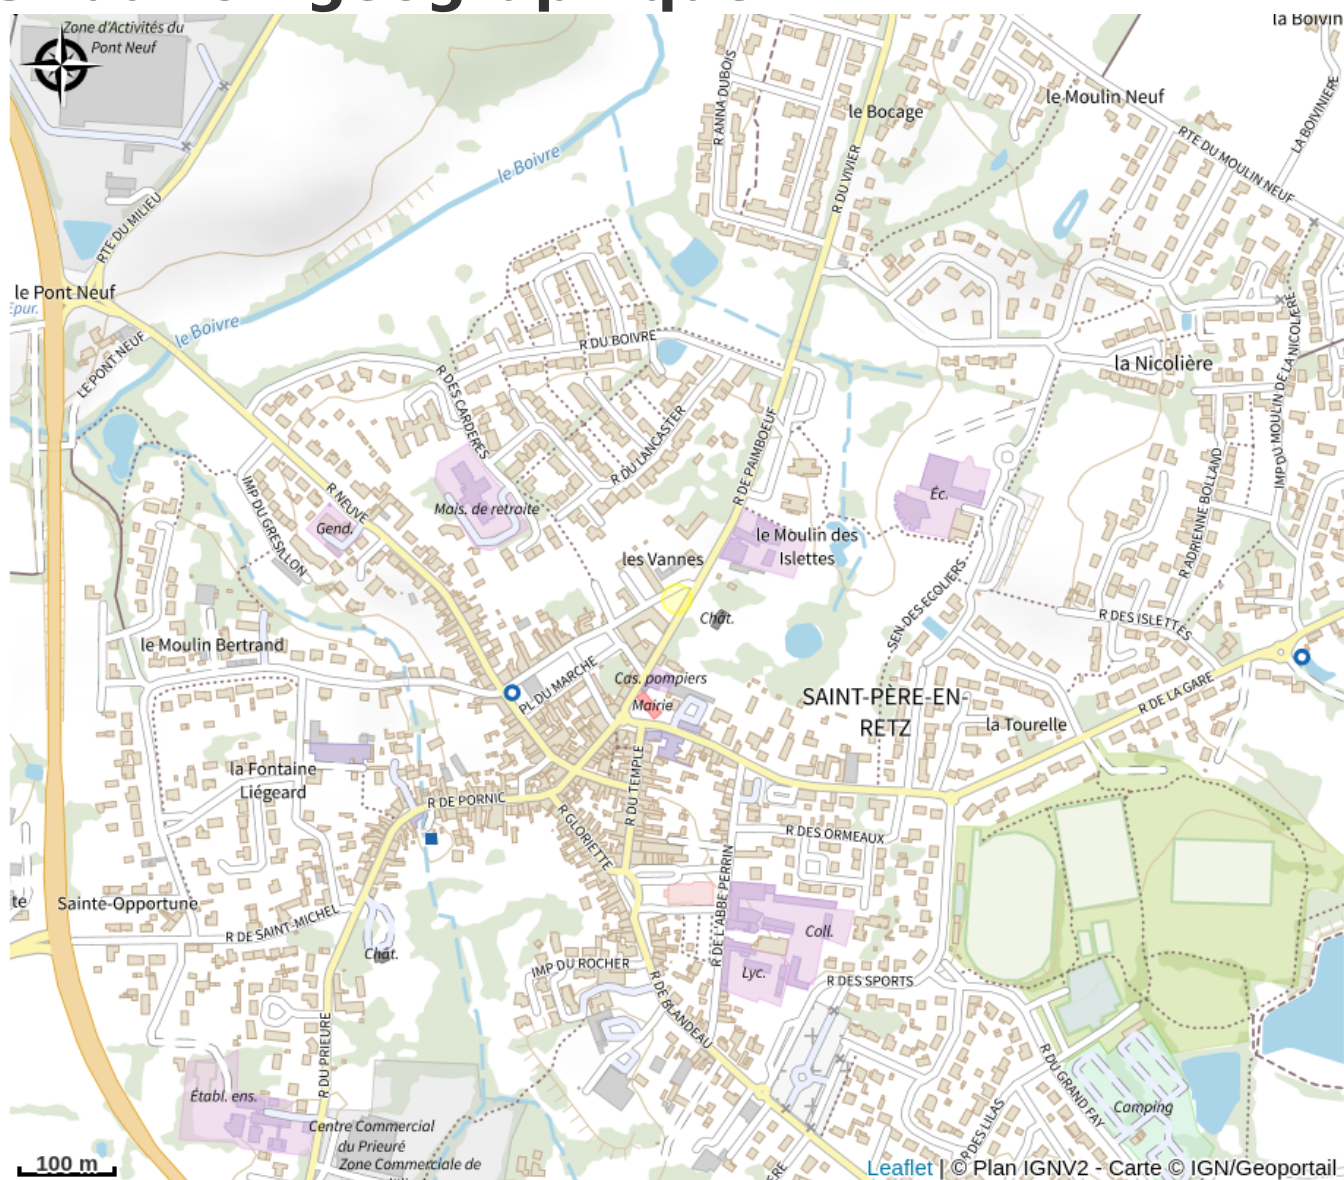 Zone d'Activités du
Pont Neuf
la Boivin
R ANNA DUBOIS
le Bocage
le Moulin Neuf
LA BOIVINIERE
RTE DU MOULIN NEUF
le Boivre
R DU VIVIER
RTE DU MILIEU
le Pont Neuf
Epur.
le Boivre
LE PONT NEUF
R DU BOIVRE
IMP DU MOULIN DE LA NICOLIERE
la Nicolière
R DES CARDERES
R DU LANCASTER
R DE PAIMBOEUF
R ADRIENNE BOLLAND
IMP DU GRESILLON
R NEUVE
Gend.
Mais. de retraite
Éc.
le Moulin des
Islettes
les Vannes
Chât.
SEN-DES-ECOLIERS
R DES ISLETTES
le Moulin Bertrand
PL DU MARCHE
Cas. pompiers
Mairie
SAINT-PÈRE-EN-
RETZ
R DE LA GARE
la Tourelle
la Fontaine
Liégeard
R DE PORNIC
R GLORIETTE
R DU TEMPLE
R DES ORMEAUX
R DE L'ABBE PERRIN
te
Sainte-Opportune
R DE SAINT-MICHEL
Chât.
Coll.
Lyc.
IMP DU ROCHER
R DE BLANDEAU
R DES SPORTS
R DU PRIEURE
R DU GRAND FAY
Établ. ens.
Camping
R DES LILAS
Centre Commercial
du Prieuré
Zone Commerciale de
ERE
100 m
Leaflet | © Plan IGNV2 - Carte © IGN/Geoportail